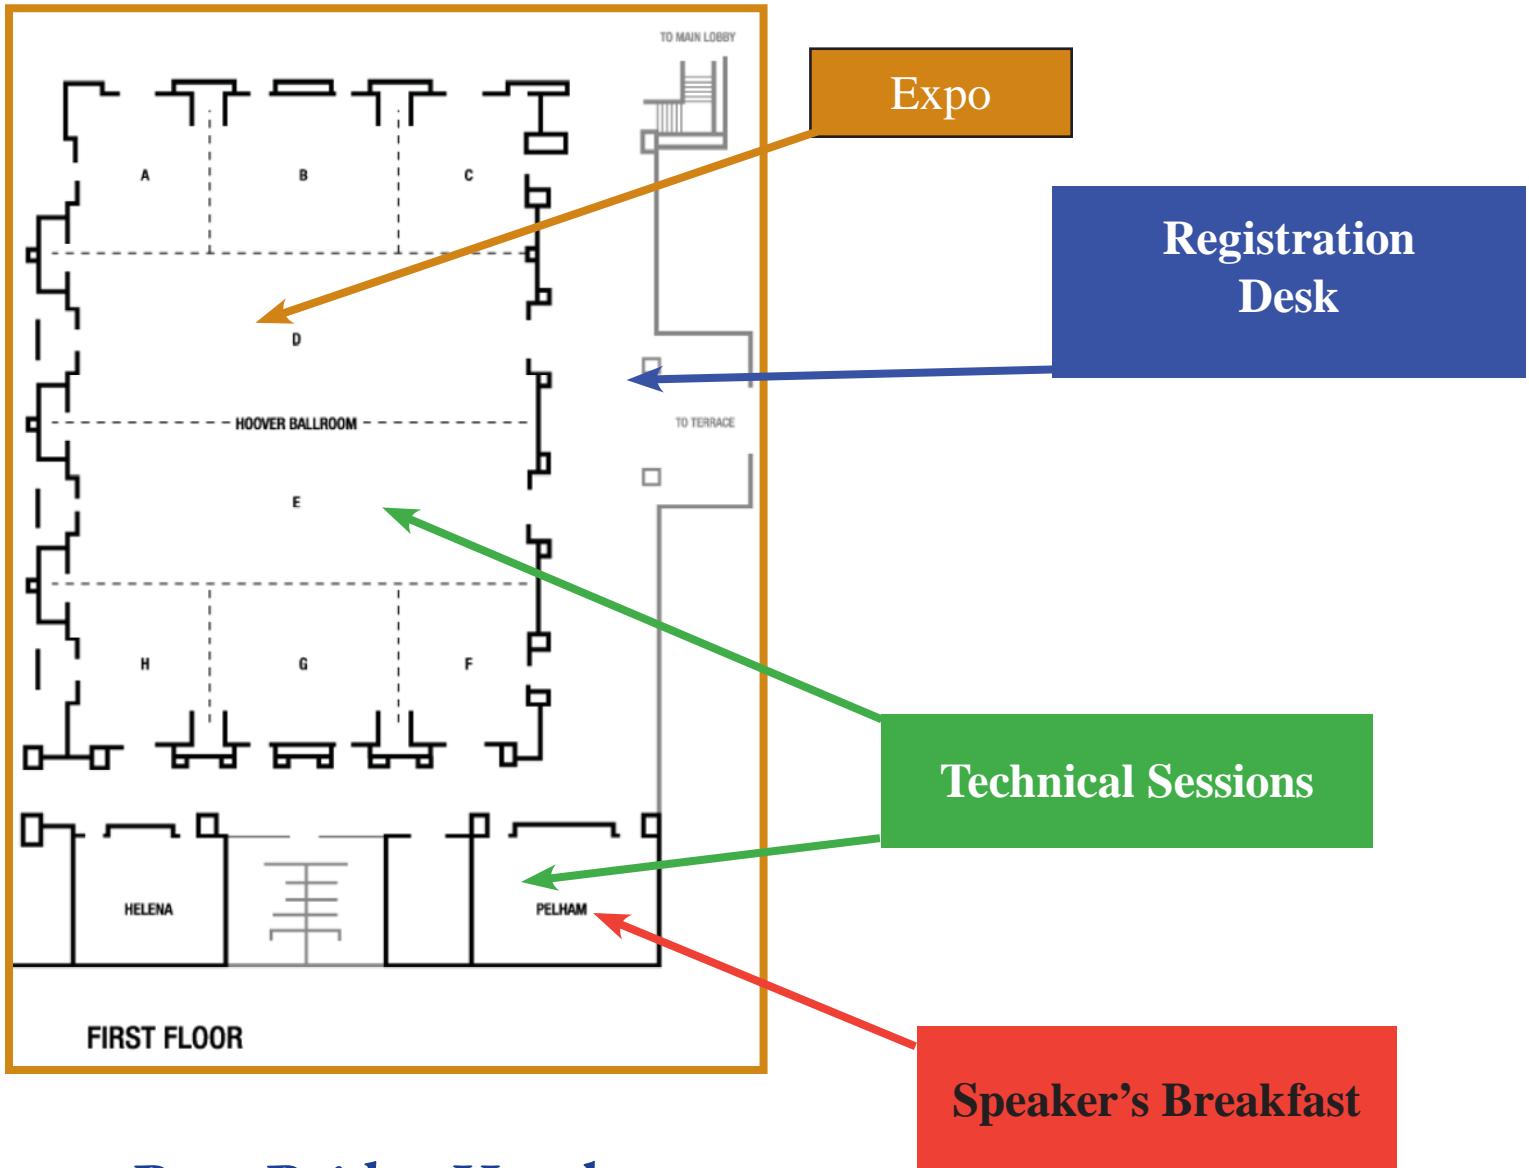 TO MAIN LOBBY
Expo
A
B
C
Registration
Desk
D
HOOVER BALLROOM
TO TERRACE
E
H
G
F
Technical Sessions
HELENA
PELHAM
FIRST FLOOR
Speaker’s Breakfast